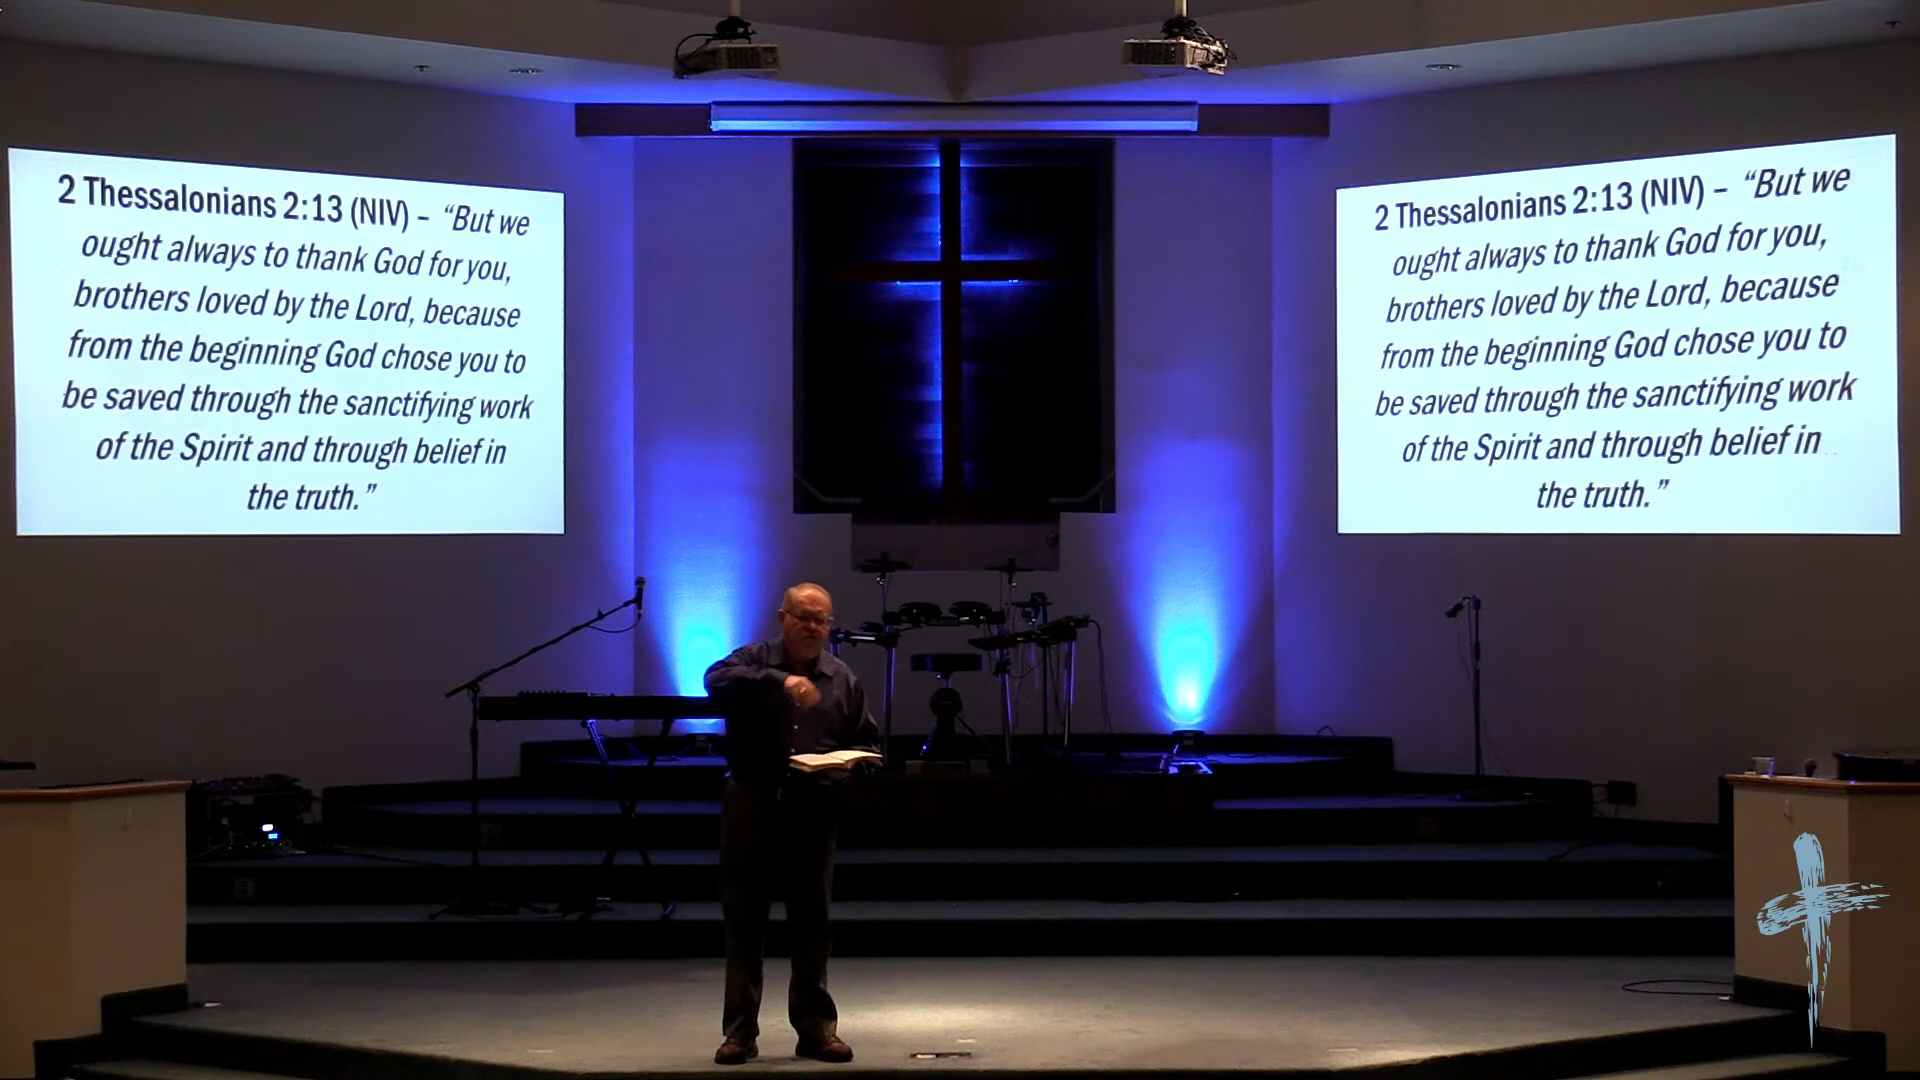 2 Thessalonians 2:13 (NIV) – “But we
ought always to thank God for you,
brothers loved by the Lord, because
from the beginning God chose you to
be saved through the sanctifying work
of the Spirit and through belief in
the truth.”
2 Thessalonians 2:13 (NIV) – “But we
ought always to thank God for you,
brothers loved by the Lord, because
from the beginning God chose you to
be saved through the sanctifying work
of the Spirit and through belief in
the truth.”